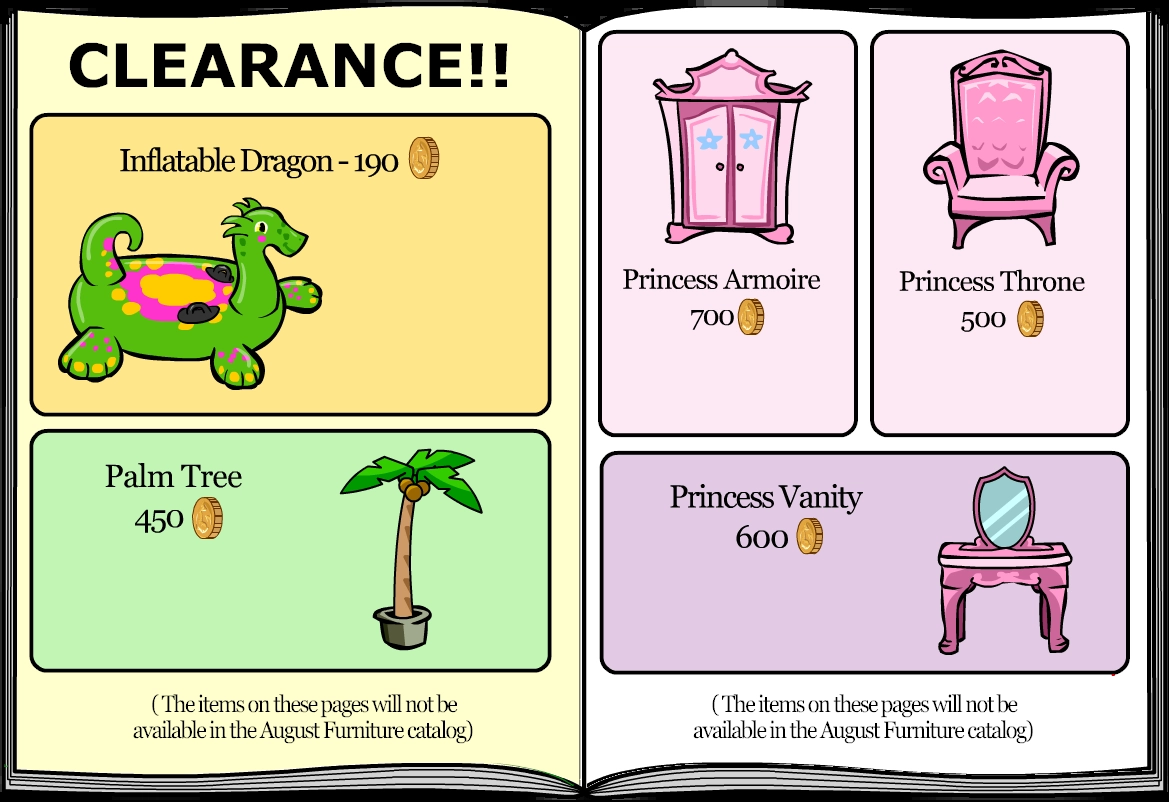 CLEARANCE!!
Inflatable Dragon - 190
Palm Tree
450
( The items on these pages will not be
available in the August Furniture catalog)
Princess Armoire
700
Princess Throne
500
Princess Vanity
600
( The items on these pages will not be
available in the August Furniture catalog)